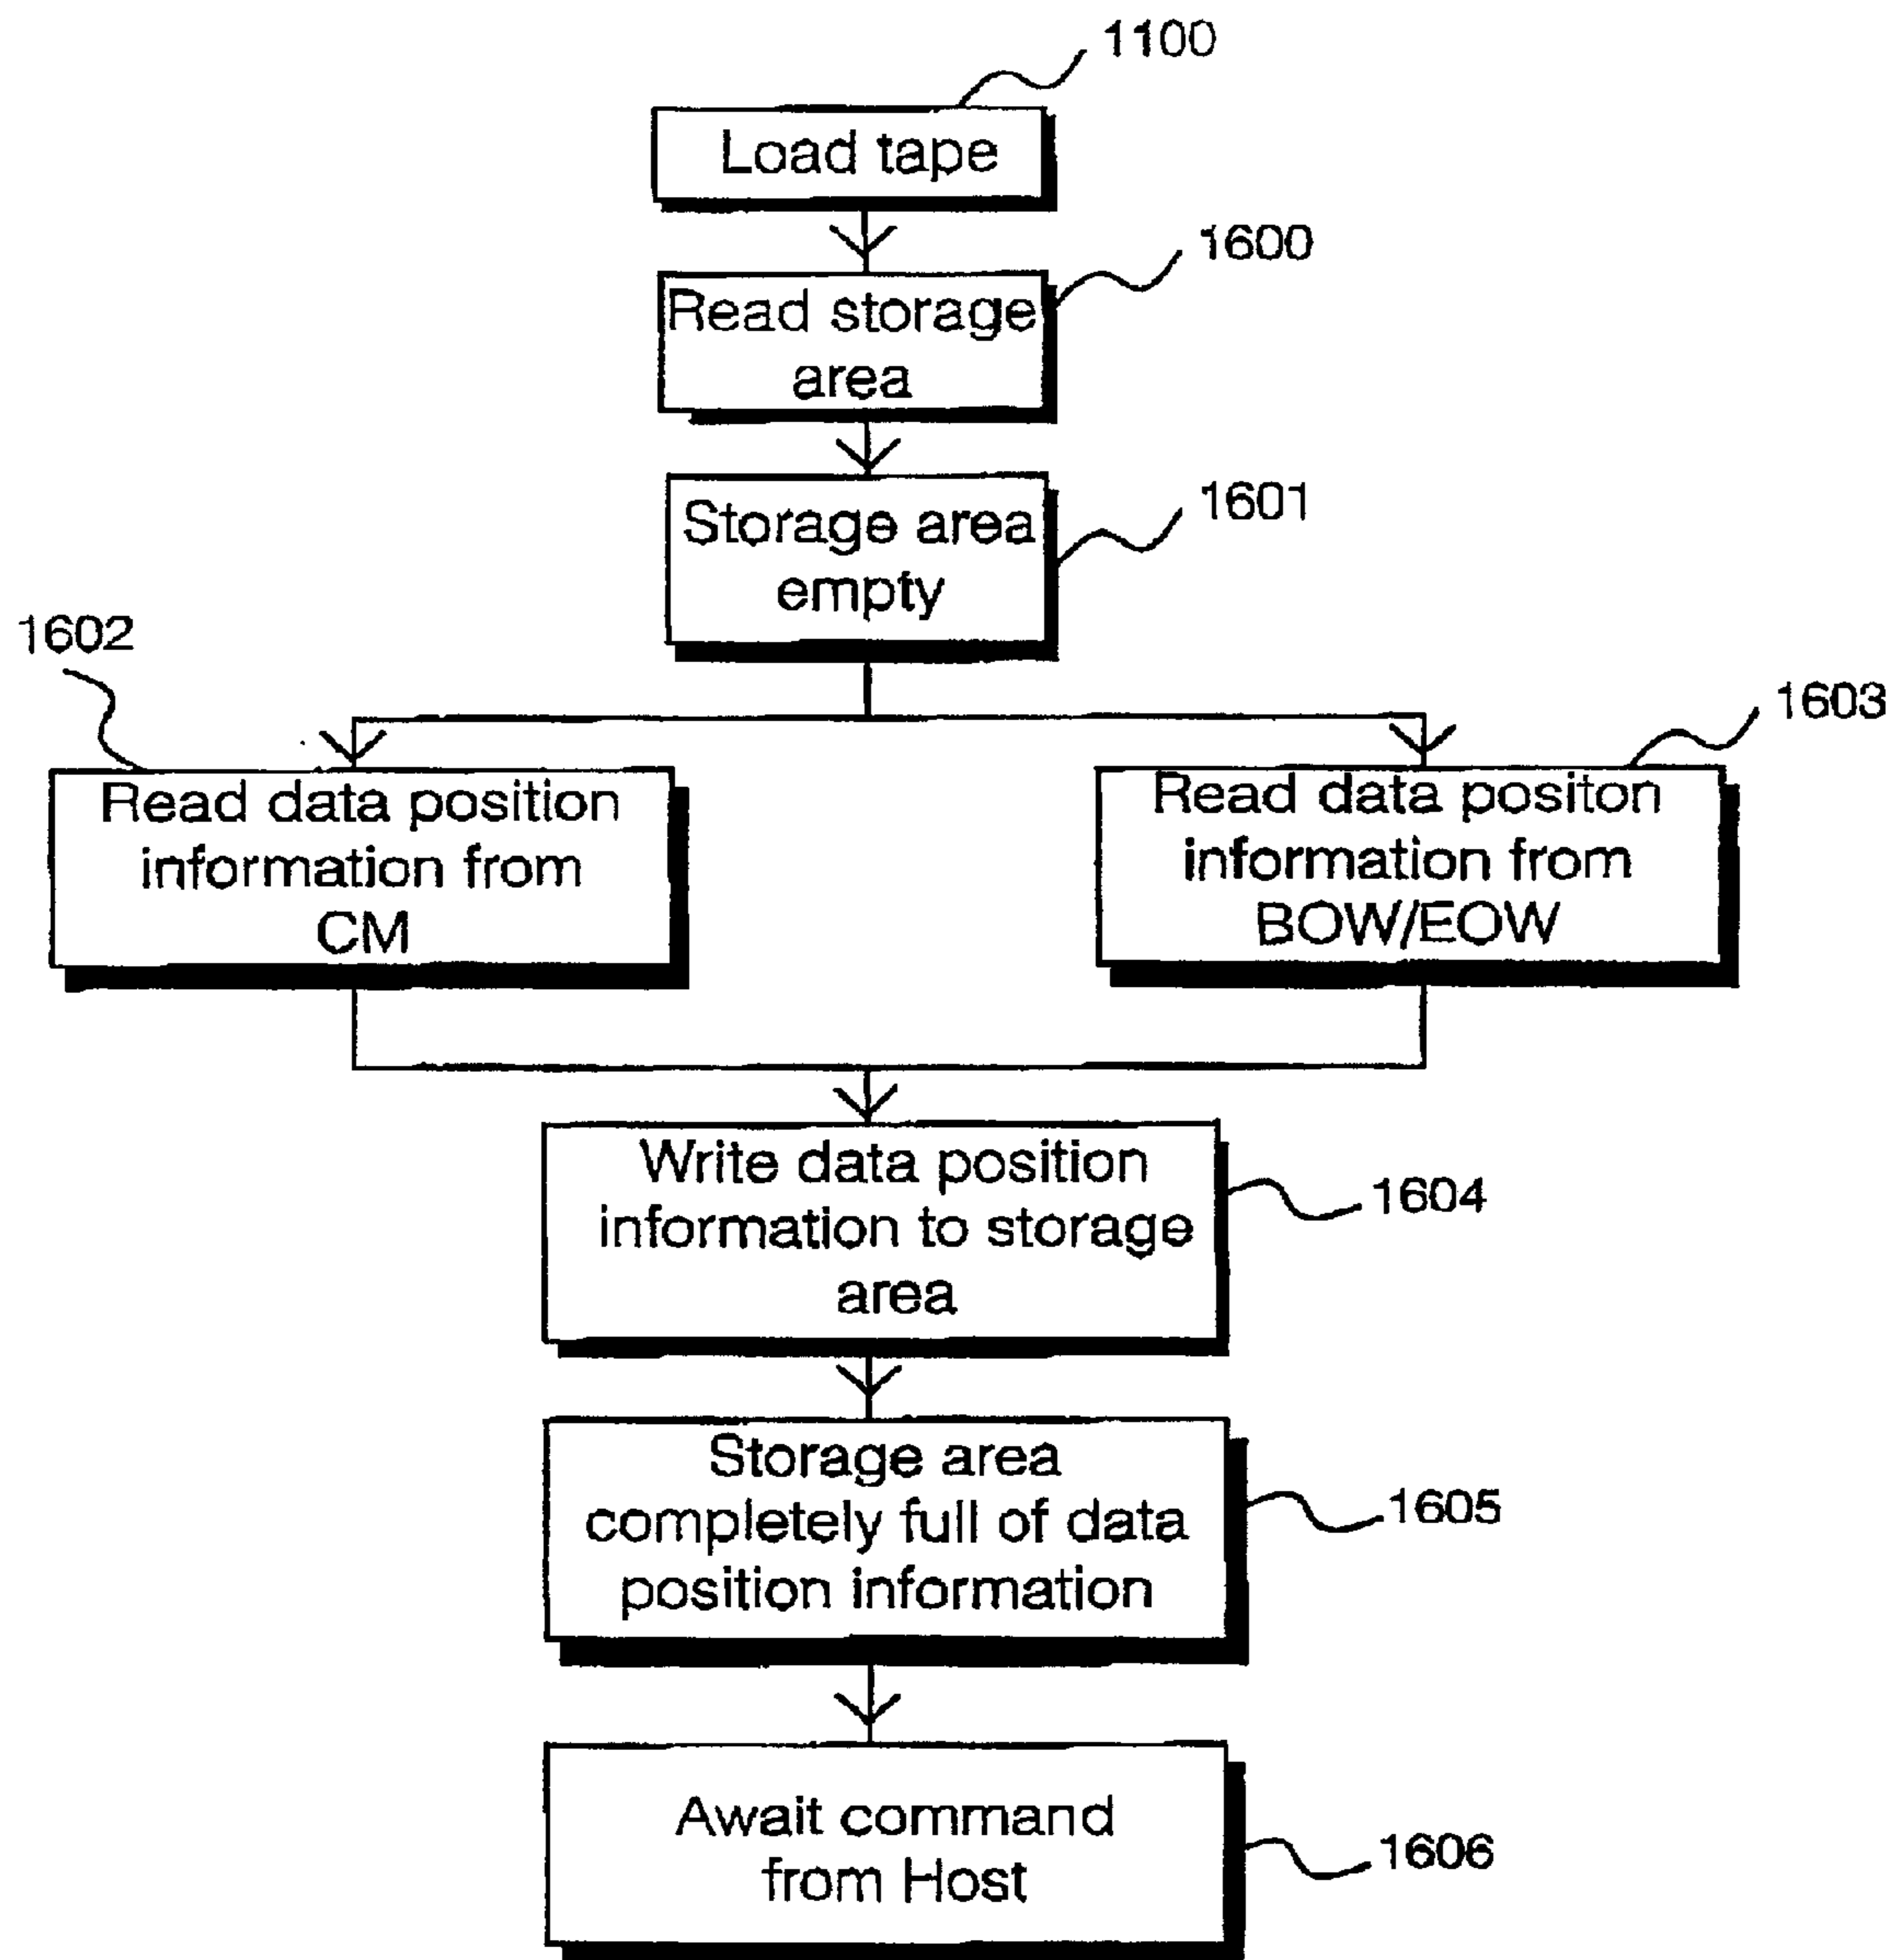 1100
Load tape
1600
Read storage
area
1601
Storage area
empty
1602
1603
Read data position
information from
CM
Read data positon
information from
BOW/EOW
Write data position
information to storage
area
1604
Storage area
completely full of data
position information
1605
Await command
from Host
1606